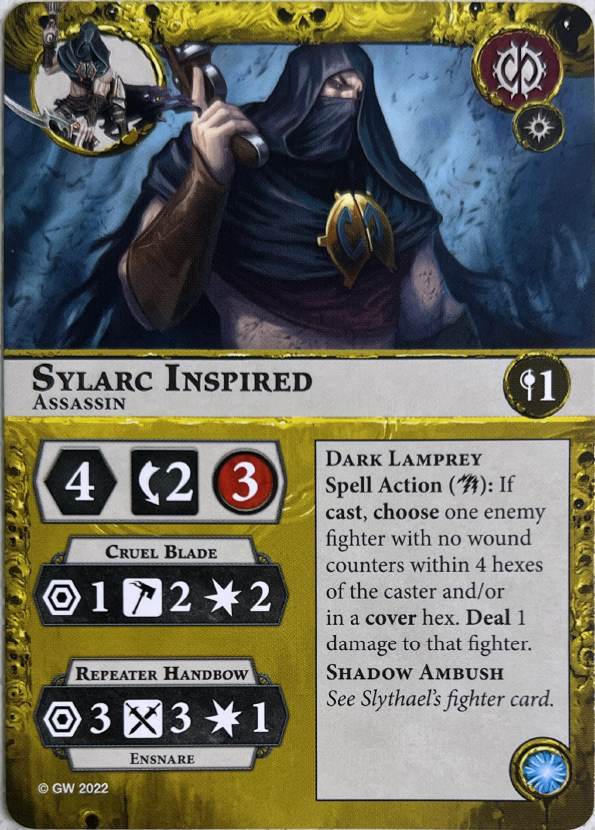 Sylarc Inspired
Assassin
1
4 2 3
Cruel Blade
1 2 2
Repeater Handbow
3 3 1
Ensnare
Dark Lamprey
Spell Action (): If
cast, choose one enemy
fighter with no wound
counters within 4 hexes
of the caster and/or
in a cover hex. Deal 1
damage to that fighter.
Shadow Ambush
See Slythael's fighter card.
© GW 2022